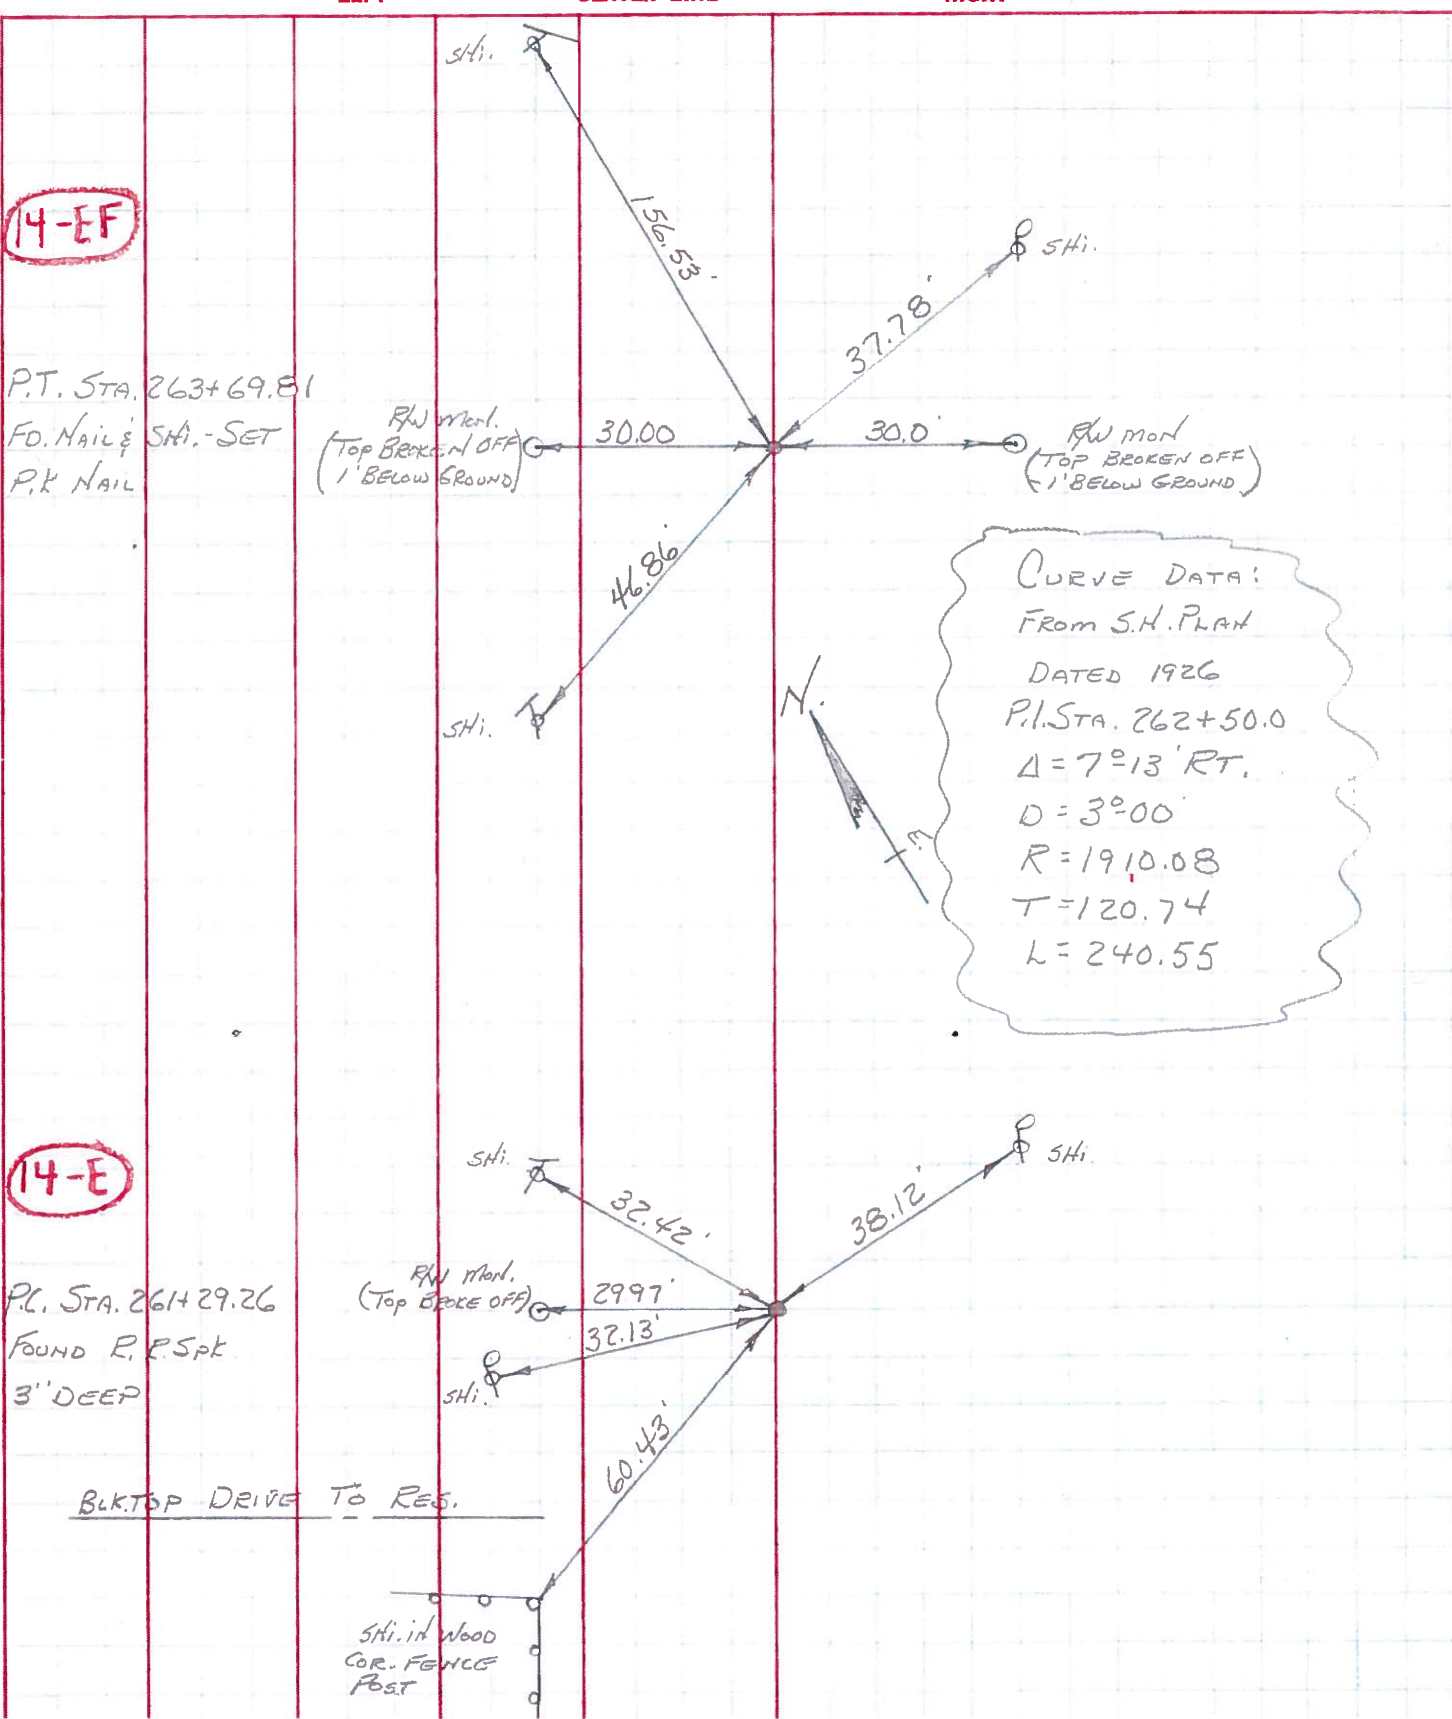 SHi.
14-EF
156.53'
SHi.
37.78'
P.T. STA. 263+69.81
FD. NAIL & SHI.-SET
P.K NAIL
R/W Mon.
(TOP BROKEN OFF
1' BELOW GROUND)
30.00
30.0'
R/W MON
(TOP BROKEN OFF
-1' BELOW GROUND)
46.86'
SHi.
N.
CURVE DATA:
FROM S.H. PLAN
DATED 1926
P.I. STA. 262+50.0
Δ = 7°13' RT.
D = 3°00'
R = 1910.08
T = 120.74
L = 240.55
14-E
SHi.
32.42'
38.12'
SHi.
P.C. STA. 261+29.26
FOUND R.R. SPK
3" DEEP
R/W Mon.
(TOP BROKE OFF)
29.97'
32.13'
SHi.
60.43'
BLK.TOP DRIVE TO RES.
SHi. in WOOD
COR. FENCE
POST